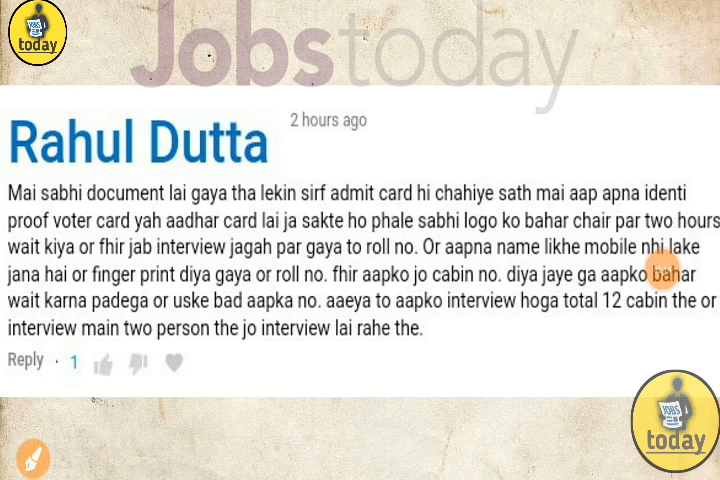 JOBS
today
Jobstoday
Rahul Dutta
2 hours ago
Mai sabhi document lai gaya tha lekin sirf admit card hi chahiye sath mai aap apna identi
proof voter card yah aadhar card lai ja sakte ho phale sabhi logo ko bahar chair par two hours
wait kiya or fhir jab interview jagah par gaya to roll no. Or aapna name likhe mobile nhi lake
jana hai or finger print diya gaya or roll no. fhir aapko jo cabin no. diya jaye ga aapko bahar
wait karna padega or uske bad aapka no. aaeya to aapko interview hoga total 12 cabin the or
interview main two person the jo interview lai rahe the.
Reply · 1
JOBS
today